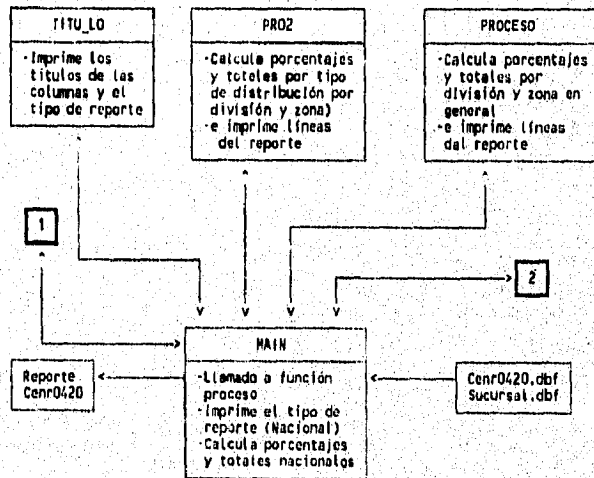 TITU_LO
-Imprime los
titulos de las
columnas y el
tipo de reporte
PRO2
-Calcula porcentajes
y totales por tipo
de distribución por
división y zona)
-e imprime líneas
del reporte
PROCESO
-Calcula porcentajes
y totales por
división y zona en
general
-e imprime líneas
del reporte
1
2
MAIN
-Llamado a función
proceso
-Imprime el tipo de
reporte (Nacional)
-Calcula porcentajes
y totales nacionales
Reporte
Cenr0420
Cenr0420.dbf
Sucursal.dbf